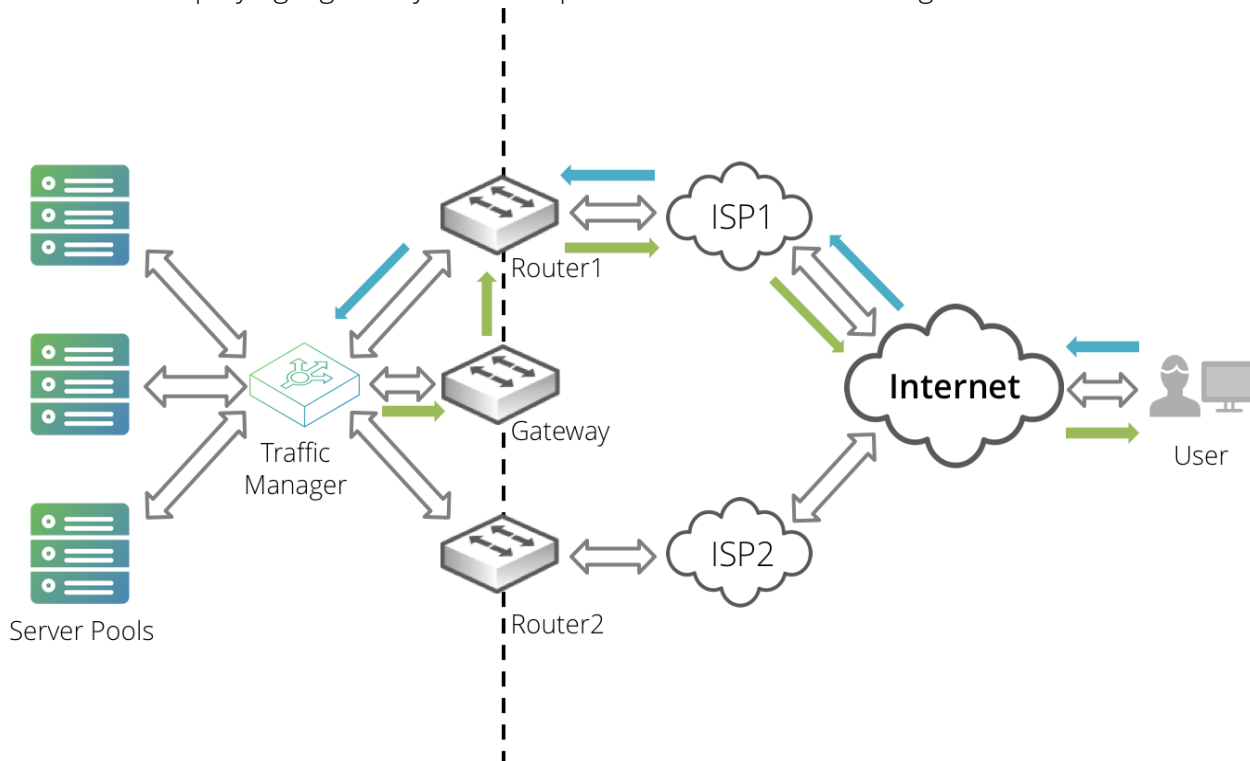 ISP1
Router1
Internet
Gateway
Traffic
Manager
User
ISP2
Router2
Server Pools